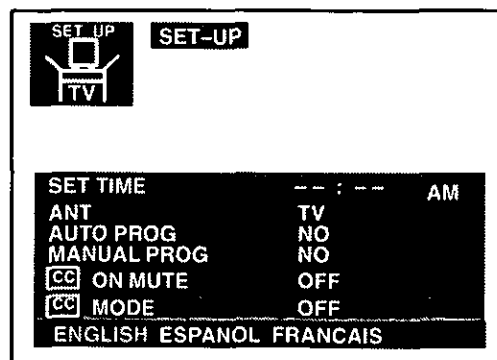 SET UP
SET-UP
TV
SET TIME -- : -- AM
ANT TV
AUTO PROG NO
MANUAL PROG NO
CC ON MUTE OFF
CC MODE OFF
ENGLISH ESPANOL FRANCAIS